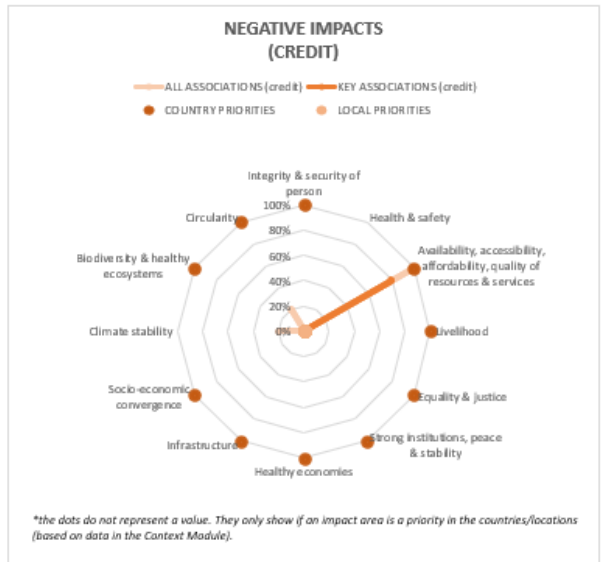 NEGATIVE IMPACTS
(CREDIT)
ALL ASSOCIATIONS (credit)
KEY ASSOCIATIONS (credit)
COUNTRY PRIORITIES
LOCAL PRIORITIES
Integrity & security of
person
Health & safety
Availability, accessibility,
affordability, quality of
resources & services
Livelihood
Equality & justice
Strong institutions, peace
& stability
Healthy economies
Infrastructure
Socio-economic
convergence
Climate stability
Biodiversity & healthy
ecosystems
Circularity
100%
80%
60%
40%
20%
0%
*the dots do not represent a value. They only show if an impact area is a priority in the countries/locations
(based on data in the Context Module).